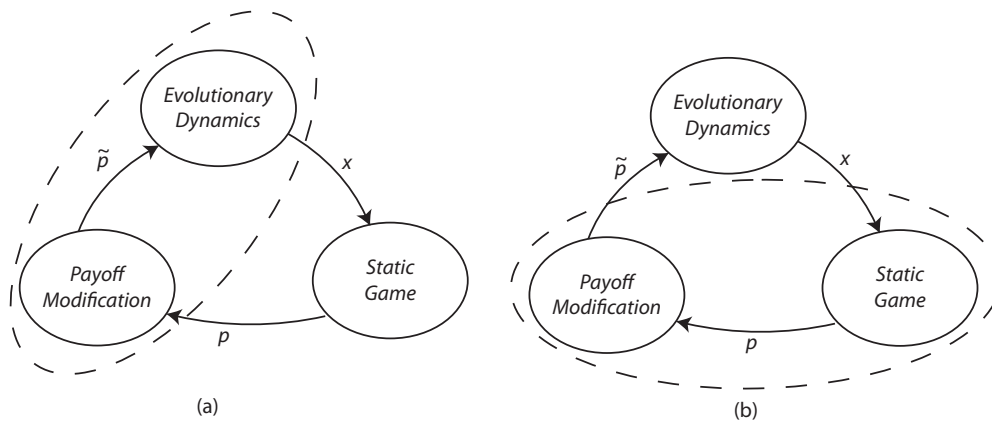 Evolutionary
Dynamics
p̃
x
Payoff
Modification
Static
Game
p
(a)
Evolutionary
Dynamics
p̃
x
Payoff
Modification
Static
Game
p
(b)